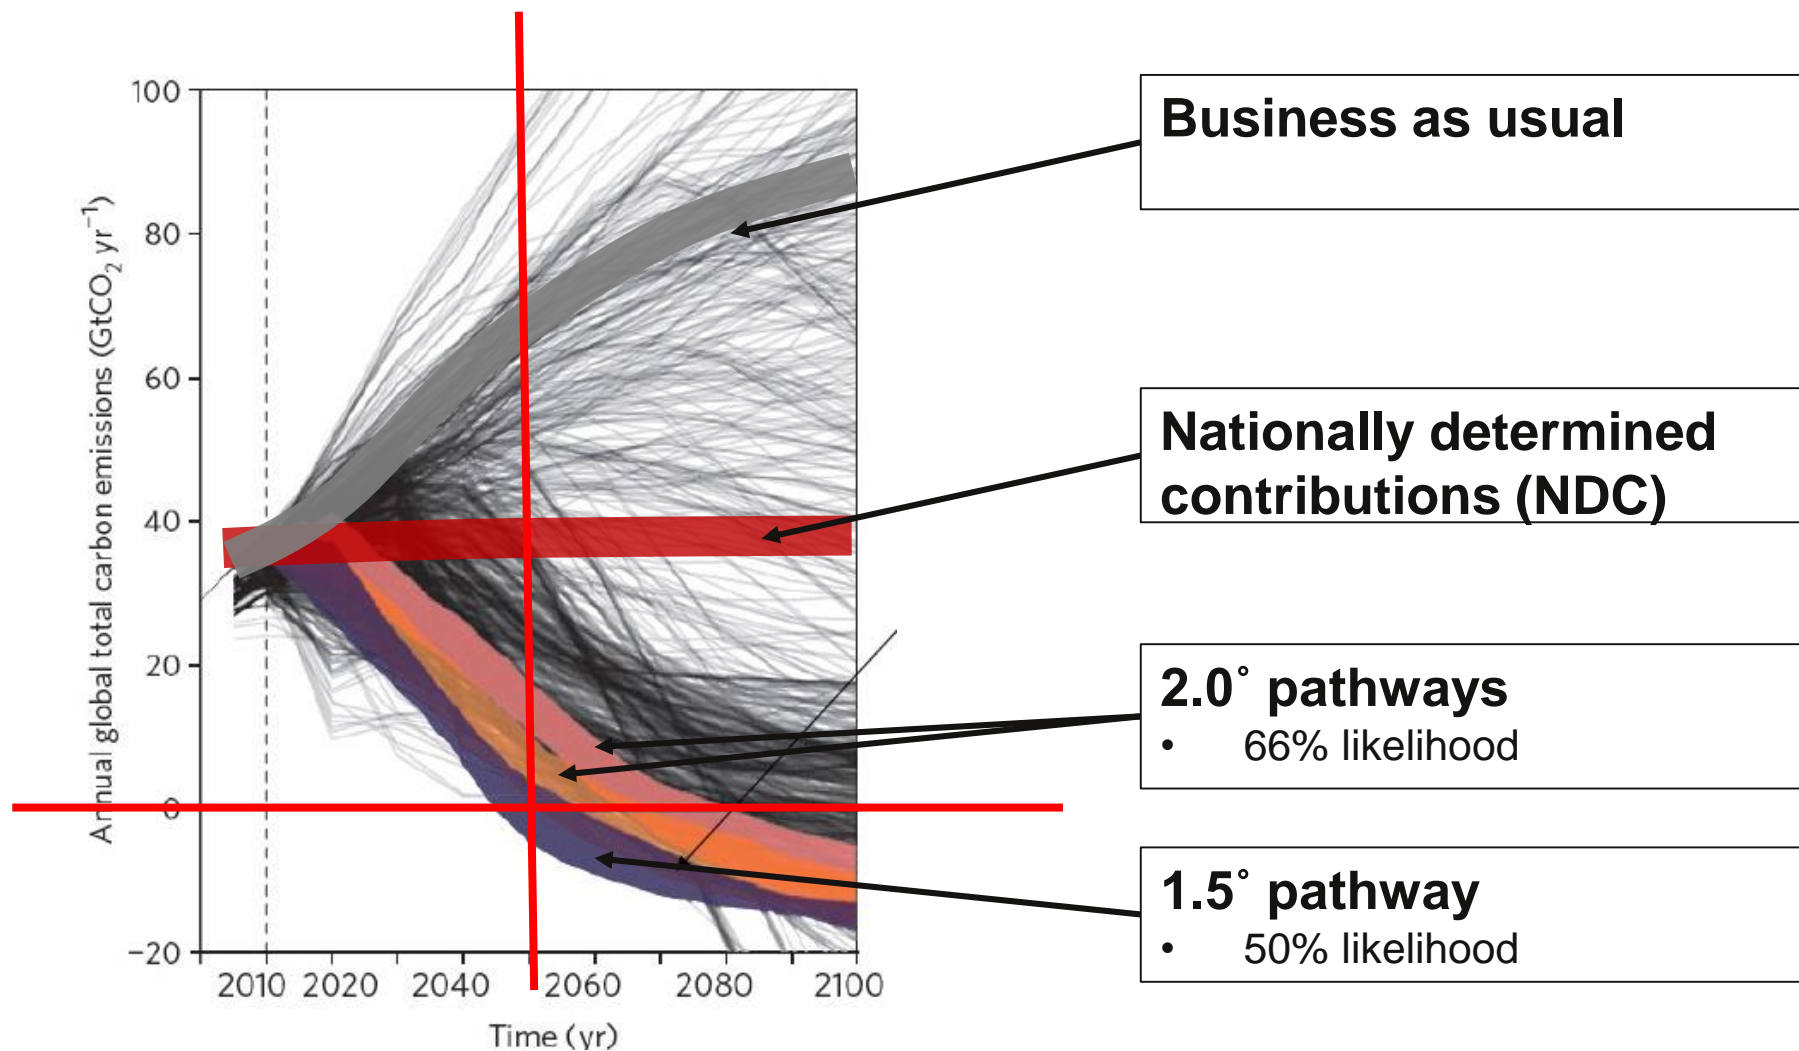 100
80
60
40
20
0
−20
Annual global total carbon emissions (GtCO₂ yr⁻¹)
2010 2020 2040 2060 2080 2100
Time (yr)
Business as usual
Nationally determined
contributions (NDC)
2.0° pathways
• 66% likelihood
1.5° pathway
• 50% likelihood